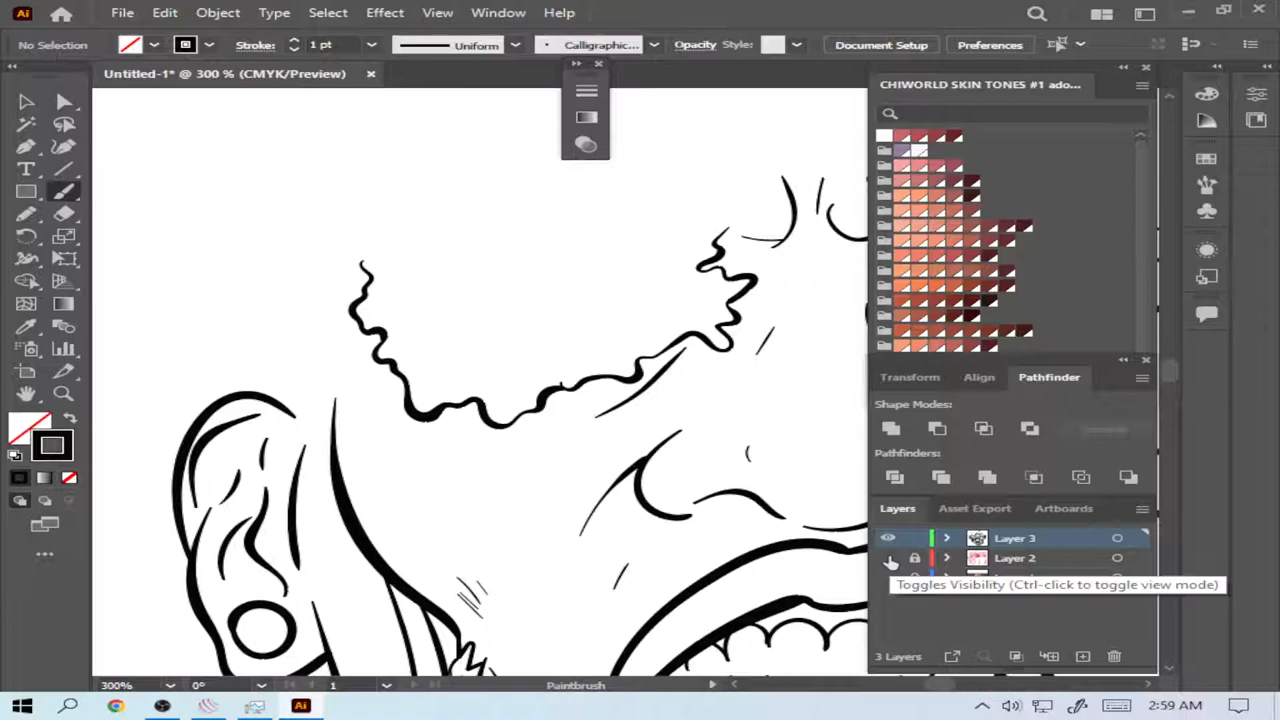 Ai File Edit Object Type Select Effect View Window Help
No Selection Stroke: 1 pt Uniform Calligraphic... Opacity Style: Document Setup Preferences
Untitled-1* @ 300 % (CMYK/Preview)
CHIWORLD SKIN TONES #1 ado...
Transform Align Pathfinder
Shape Modes:
Pathfinders:
Layers Asset Export Artboards
Layer 3
Layer 2
Toggles Visibility (Ctrl-click to toggle view mode)
3 Layers
300% 0° 1 Paintbrush
Ai 2:59 AM